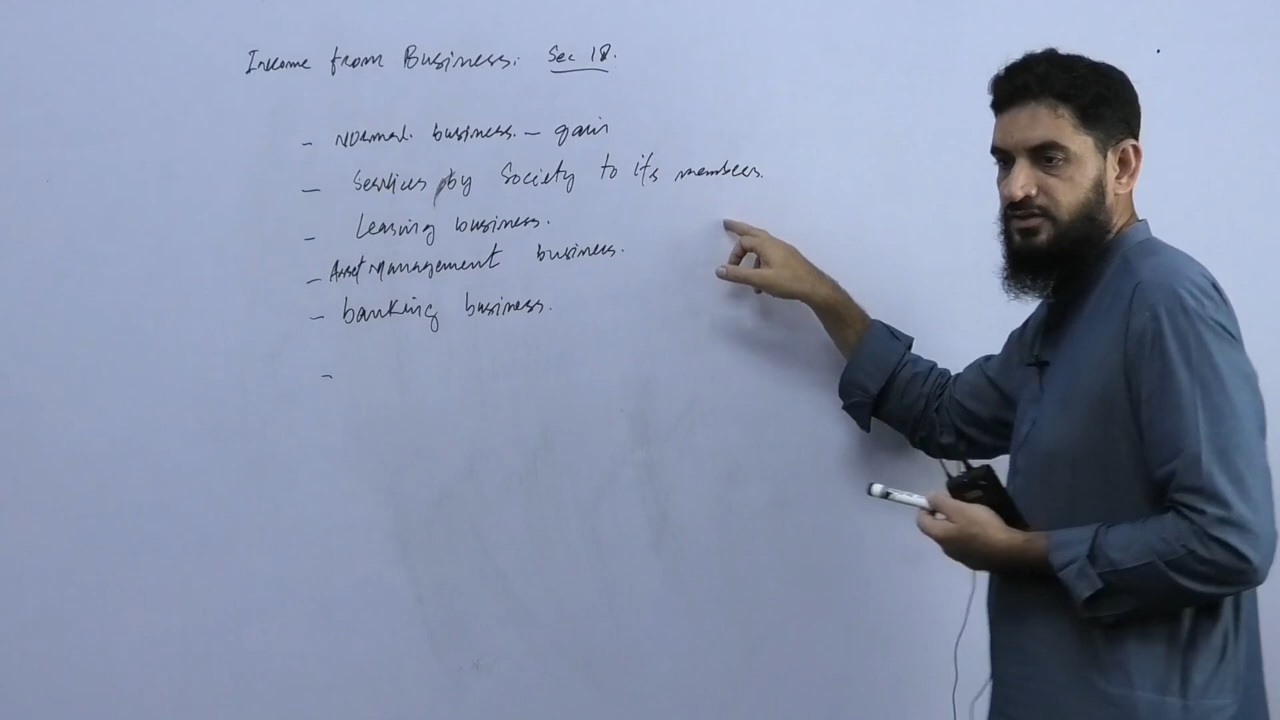 Income from Business. Sec 18.
- Normal business. - gain
- Services by Society to its members.
- Leasing business.
- Asset Management business.
- banking business.
-